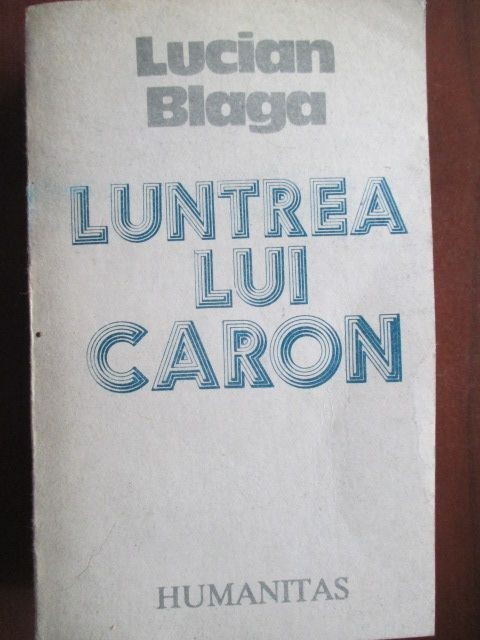 Lucian
Blaga
LUNTREA
LUI
CARON
HUMANITAS